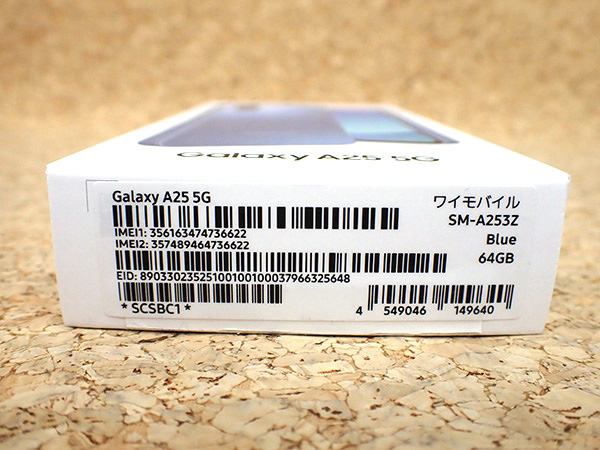 Galaxy A25 5G
Galaxy A25 5G
IMEI1: 356163474736622
IMEI2: 357489464736622
EID: 89033023525100100100037966325648
* SCSBC1 *
ワイモバイル
SM-A253Z
Blue
64GB
4 549046 149640